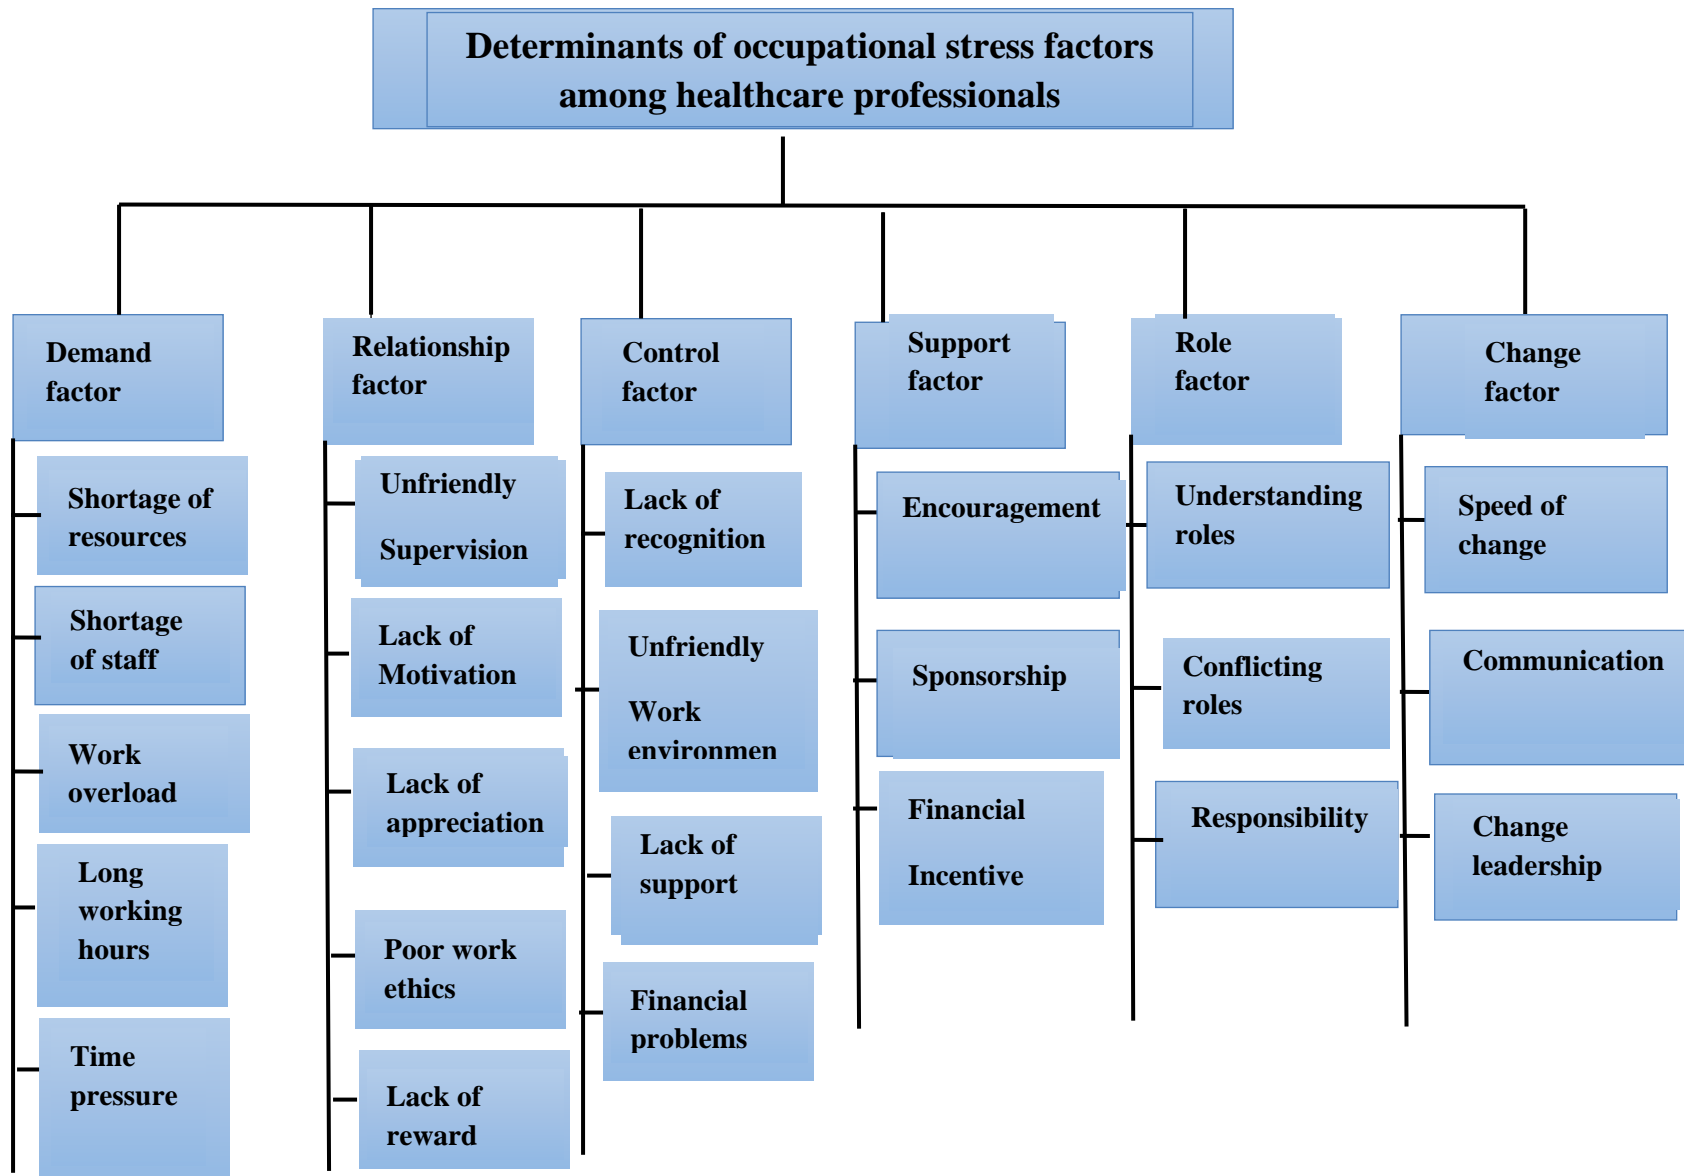 Determinants of occupational stress factors
among healthcare professionals
Demand
factor
Relationship
factor
Control
factor
Support
factor
Role
factor
Change
factor
Shortage of
resources
Shortage
of staff
Work
overload
Long
working
hours
Time
pressure
Unfriendly
Supervision
Lack of
Motivation
Lack of
appreciation
Poor work
ethics
Lack of
reward
Lack of
recognition
Unfriendly
Work
environmen
Lack of
support
Financial
problems
Encouragement
Sponsorship
Financial
Incentive
Understanding
roles
Conflicting
roles
Responsibility
Speed of
change
Communication
Change
leadership